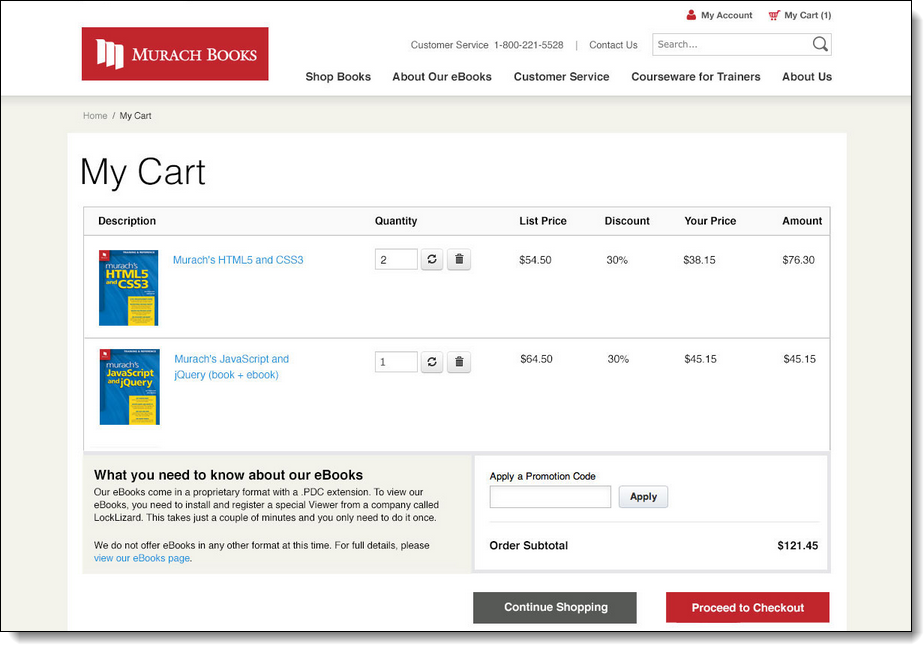 My Account My Cart (1)
MURACH BOOKS
Customer Service 1-800-221-5528 | Contact Us Search...
Shop Books About Our eBooks Customer Service Courseware for Trainers About Us
Home / My Cart
My Cart
Description Quantity List Price Discount Your Price Amount
TRAINING & REFERENCE
murach's
HTML5
and CSS3
Murach's HTML5 and CSS3 2 $54.50 30% $38.15 $76.30
TRAINING & REFERENCE
murach's
JavaScript
and jQuery
Murach's JavaScript and
jQuery (book + ebook)
1 $64.50 30% $45.15 $45.15
What you need to know about our eBooks
Our eBooks come in a proprietary format with a .PDC extension. To view our
eBooks, you need to install and register a special Viewer from a company called
LockLizard. This takes just a couple of minutes and you only need to do it once.
We do not offer eBooks in any other format at this time. For full details, please
view our eBooks page.
Apply a Promotion Code
Apply
Order Subtotal $121.45
Continue Shopping Proceed to Checkout